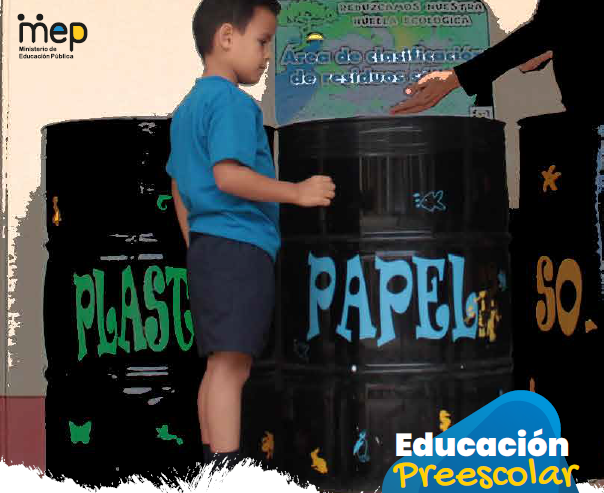 mep
Ministerio de
Educación Pública
REDUZCAMOS NUESTRA
HUELLA ECOLÓGICA
Área de clasificación
de residuos
PLAST
PAPEL
SO
Educación
Preescolar